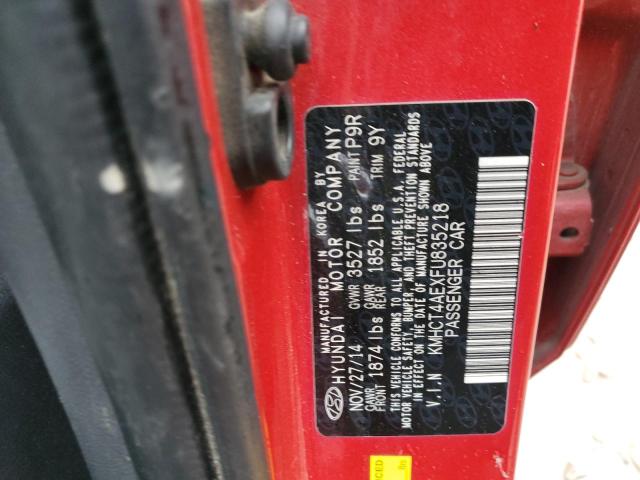 MANUFACTURED IN KOREA BY
HYUNDAI MOTOR COMPANY
NOV/27/14 GVWR 3527 lbs PAINT P9R
GAWR FRONT 1874 lbs GAWR REAR 1852 lbs TRIM 9Y
THIS VEHICLE CONFORMS TO ALL APPLICABLE U.S.A. FEDERAL
MOTOR VEHICLE SAFETY, BUMPER, AND THEFT PREVENTION STANDARDS
IN EFFECT ON THE DATE OF MANUFACTURE SHOWN ABOVE
V.I.N KMHCT4AEXFU835218
PASSENGER CAR